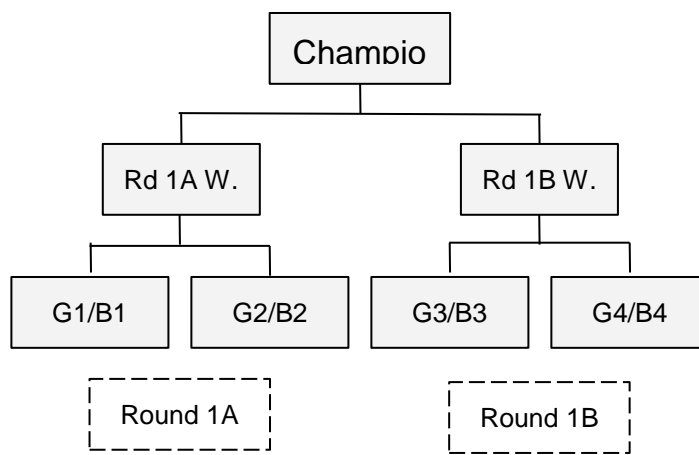 Champio
Rd 1A W.
Rd 1B W.
G1/B1
G2/B2
G3/B3
G4/B4
Round 1A
Round 1B